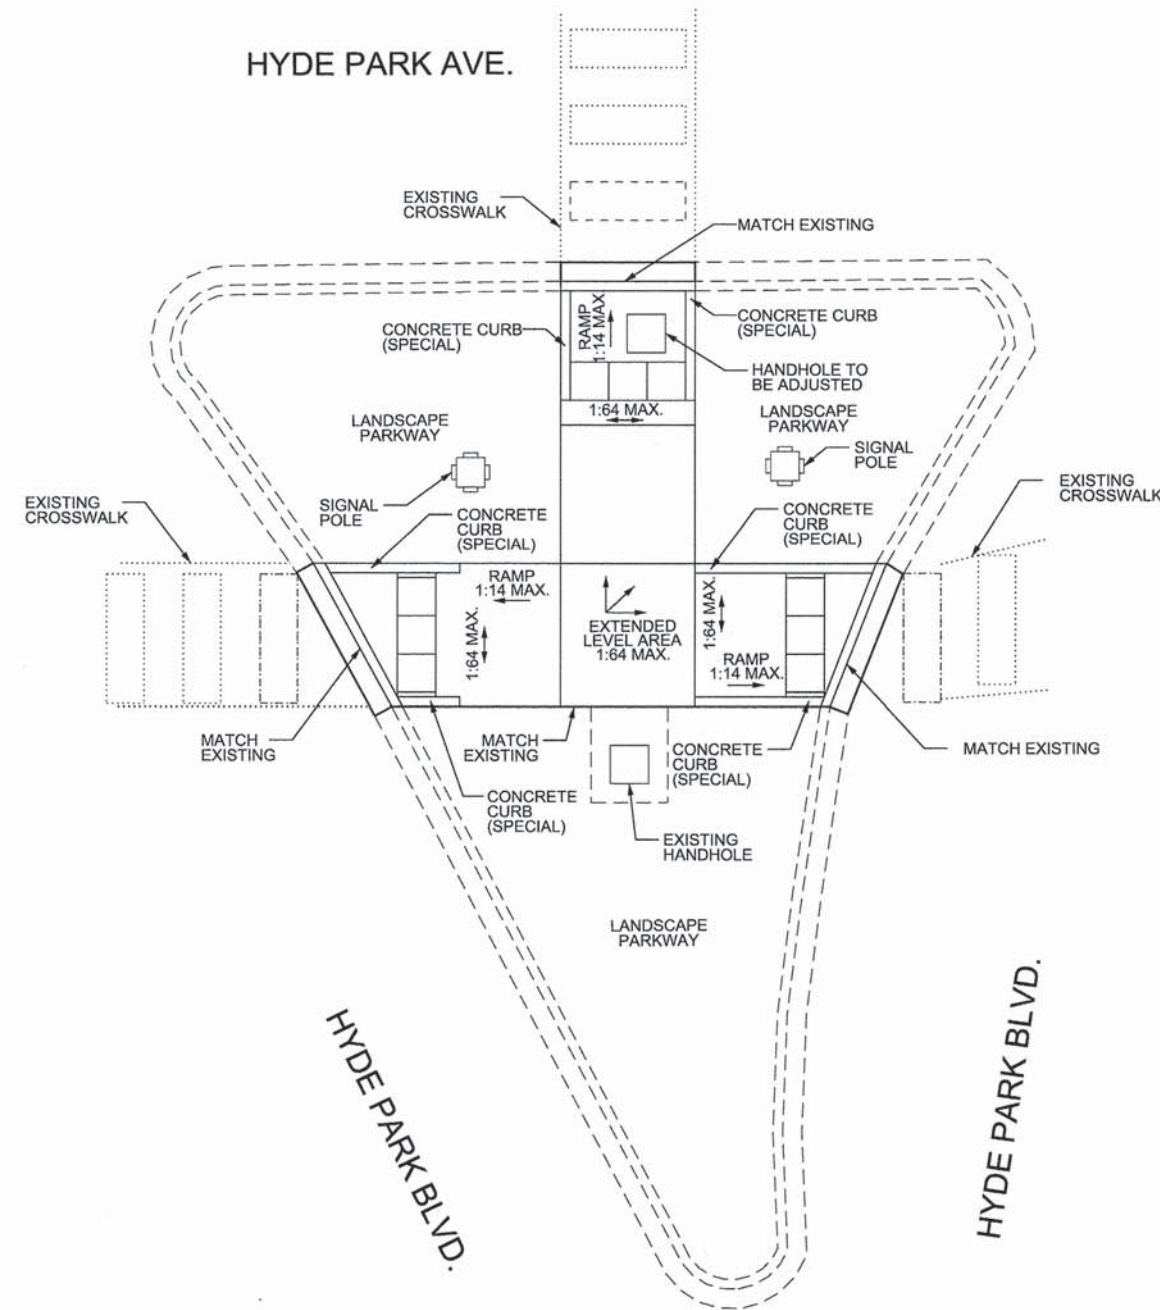 HYDE PARK AVE.
EXISTING
CROSSWALK
MATCH EXISTING
CONCRETE CURB
(SPECIAL)
RAMP
1:14 MAX
CONCRETE CURB
(SPECIAL)
HANDHOLE TO
BE ADJUSTED
1:64 MAX.
LANDSCAPE
PARKWAY
LANDSCAPE
PARKWAY
SIGNAL
POLE
SIGNAL
POLE
EXISTING
CROSSWALK
EXISTING
CROSSWALK
CONCRETE
CURB
(SPECIAL)
CONCRETE
CURB
(SPECIAL)
RAMP
1:14 MAX.
1:64 MAX.
EXTENDED
LEVEL AREA
1:64 MAX.
1:64 MAX.
RAMP
1:14 MAX.
MATCH
EXISTING
MATCH
EXISTING
CONCRETE
CURB
(SPECIAL)
MATCH EXISTING
CONCRETE
CURB
(SPECIAL)
EXISTING
HANDHOLE
LANDSCAPE
PARKWAY
HYDE PARK BLVD.
HYDE PARK BLVD.